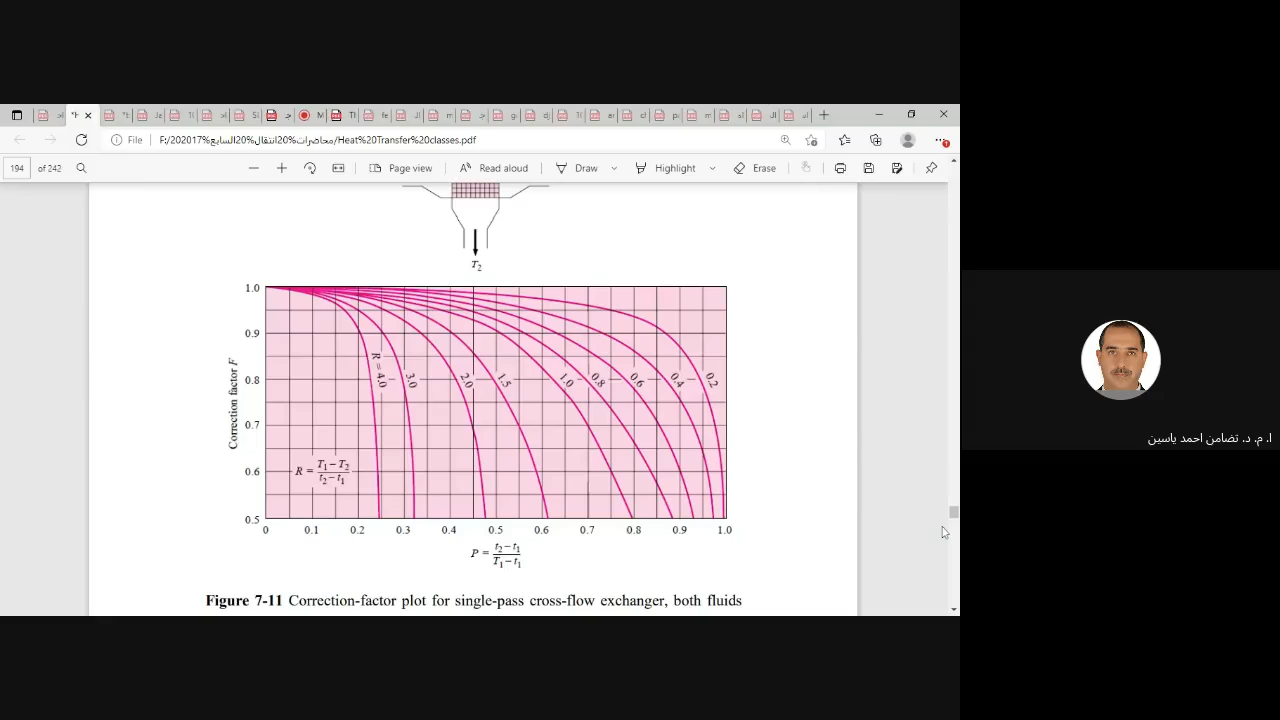 File F:/202017%محاضرات%20انتقال%20السابع/Heat%20Transfer%20classes.pdf
194 of 242 Page view Read aloud Draw Highlight Erase
T2
Correction factor F
1.0
0.9
0.8
0.7
0.6
0.5
R = 4.0 3.0 2.0 1.5 1.0 0.8 0.6 0.4 0.2
R = T1 − T2 / t2 − t1
0 0.1 0.2 0.3 0.4 0.5 0.6 0.7 0.8 0.9 1.0
P = t2 − t1 / T1 − t1
Figure 7-11 Correction-factor plot for single-pass cross-flow exchanger, both fluids
ا. م. د. تضامن احمد ياسين